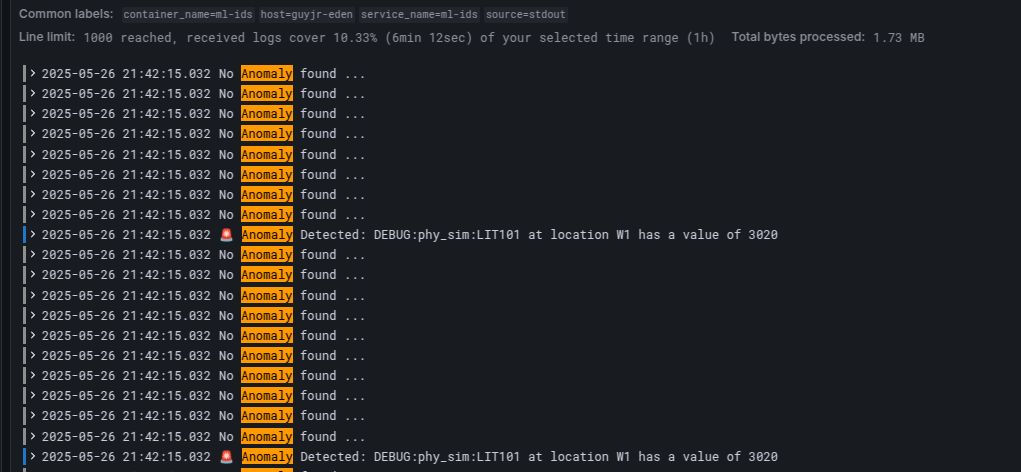 Common labels: container_name=ml-ids host=guyjr-eden service_name=ml-ids source=stdout
Line limit: 1000 reached, received logs cover 10.33% (6min 12sec) of your selected time range (1h) Total bytes processed: 1.73 MB
> 2025-05-26 21:42:15.032 No Anomaly found ...
> 2025-05-26 21:42:15.032 No Anomaly found ...
> 2025-05-26 21:42:15.032 No Anomaly found ...
> 2025-05-26 21:42:15.032 No Anomaly found ...
> 2025-05-26 21:42:15.032 No Anomaly found ...
> 2025-05-26 21:42:15.032 No Anomaly found ...
> 2025-05-26 21:42:15.032 No Anomaly found ...
> 2025-05-26 21:42:15.032 No Anomaly found ...
> 2025-05-26 21:42:15.032 🚨 Anomaly Detected: DEBUG:phy_sim:LIT101 at location W1 has a value of 3020
> 2025-05-26 21:42:15.032 No Anomaly found ...
> 2025-05-26 21:42:15.032 No Anomaly found ...
> 2025-05-26 21:42:15.032 No Anomaly found ...
> 2025-05-26 21:42:15.032 No Anomaly found ...
> 2025-05-26 21:42:15.032 No Anomaly found ...
> 2025-05-26 21:42:15.032 No Anomaly found ...
> 2025-05-26 21:42:15.032 No Anomaly found ...
> 2025-05-26 21:42:15.032 No Anomaly found ...
> 2025-05-26 21:42:15.032 No Anomaly found ...
> 2025-05-26 21:42:15.032 No Anomaly found ...
> 2025-05-26 21:42:15.032 🚨 Anomaly Detected: DEBUG:phy_sim:LIT101 at location W1 has a value of 3020